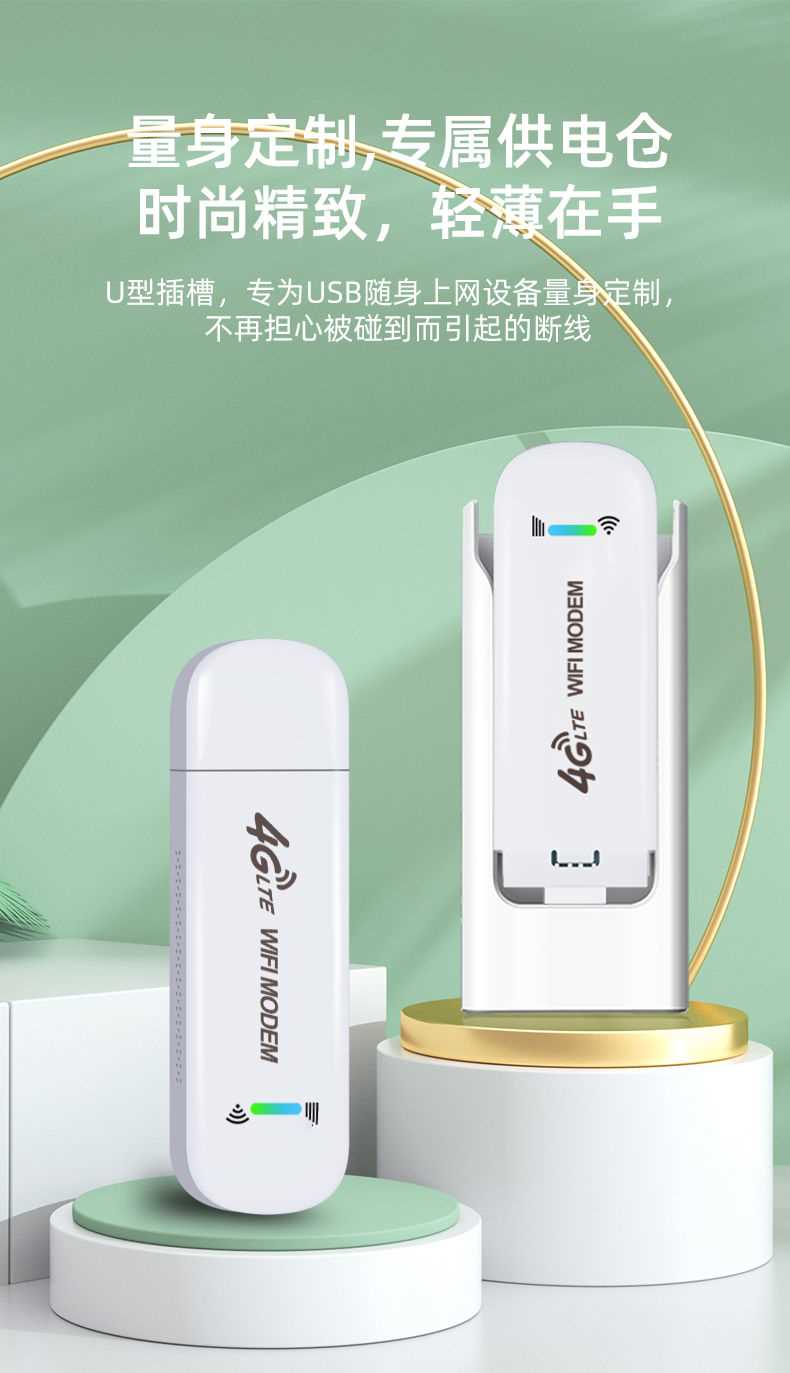 量身定制,专属供电仓
时尚精致，轻薄在手
U型插槽，专为USB随身上网设备量身定制，
不再担心被碰到而引起的断线
4G LTE WIFI MODEM
4G LTE WIFI MODEM